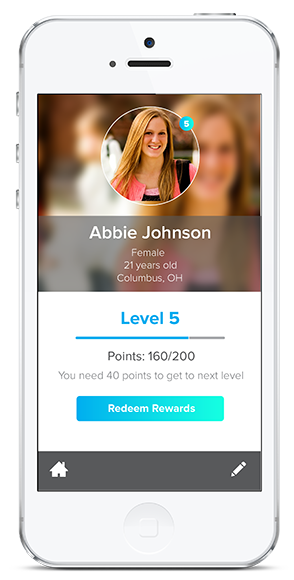 5
Abbie Johnson
Female
21 years old
Columbus, OH
Level 5
Points: 160/200
You need 40 points to get to next level
Redeem Rewards